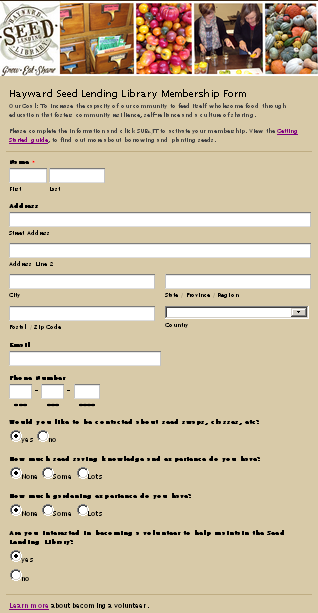 HAYWARD
SEED
LENDING
LIBRARY
Grow·Eat·Share
Hayward Seed Lending Library Membership Form
Our Goal: To increase the capacity of our community to feed itself wholesome food through
education that fosters community resilience, self-reliance and a culture of sharing.
Please complete the information and click SUBMIT to activate your membership. View the Getting
Started guide, to find out more about borrowing and planting seeds.
Name *
First Last
Address
Street Address
Address Line 2
City State / Province / Region
Postal / Zip Code Country
Email
Phone Number
- -
### ### ####
Would you like to be contacted about seed swaps, classes, etc?
yes no
How much seed saving knowledge and experience do you have?
None Some Lots
How much gardening experience do you have?
None Some Lots
Are you interested in becoming a volunteer to help maintain the Seed
Lending Library?
yes
no
Learn more about becoming a volunteer.